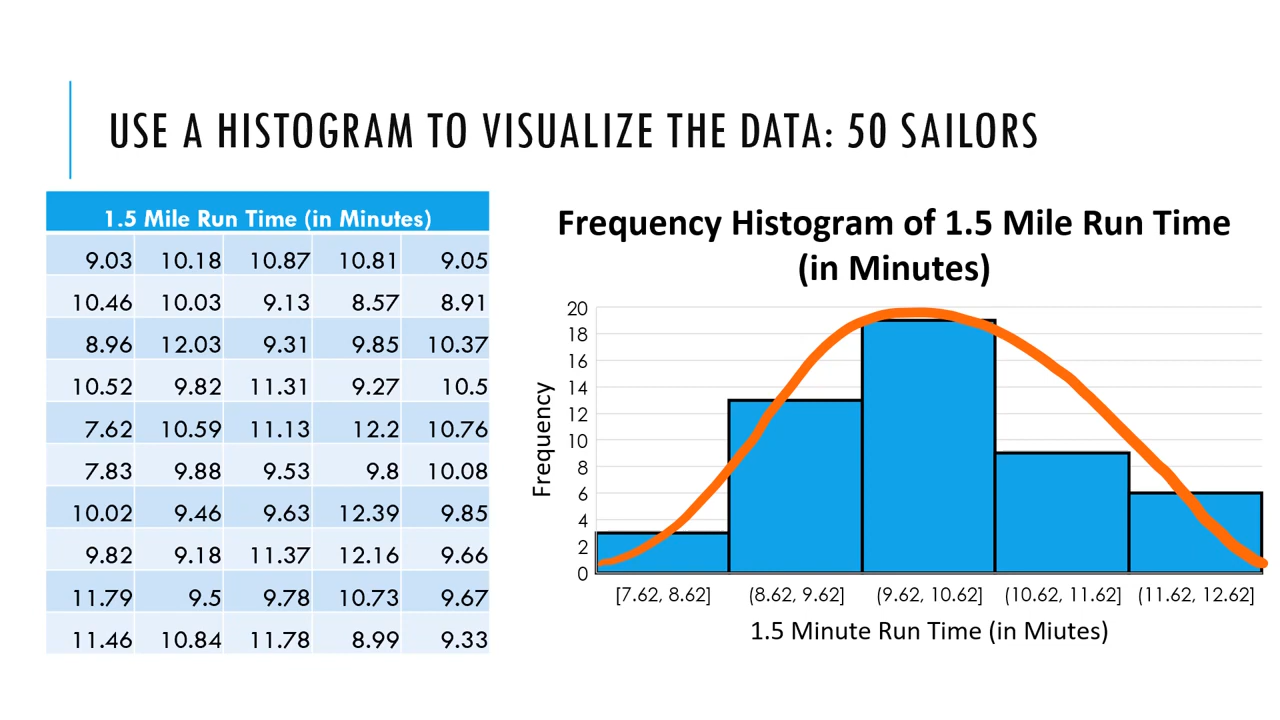 USE A HISTOGRAM TO VISUALIZE THE DATA: 50 SAILORS
1.5 Mile Run Time (in Minutes)
9.03 10.18 10.87 10.81 9.05
10.46 10.03 9.13 8.57 8.91
8.96 12.03 9.31 9.85 10.37
10.52 9.82 11.31 9.27 10.5
7.62 10.59 11.13 12.2 10.76
7.83 9.88 9.53 9.8 10.08
10.02 9.46 9.63 12.39 9.85
9.82 9.18 11.37 12.16 9.66
11.79 9.5 9.78 10.73 9.67
11.46 10.84 11.78 8.99 9.33
Frequency Histogram of 1.5 Mile Run Time
(in Minutes)
Frequency
20
18
16
14
12
10
8
6
4
2
0
[7.62, 8.62] (8.62, 9.62] (9.62, 10.62] (10.62, 11.62] (11.62, 12.62]
1.5 Minute Run Time (in Miutes)